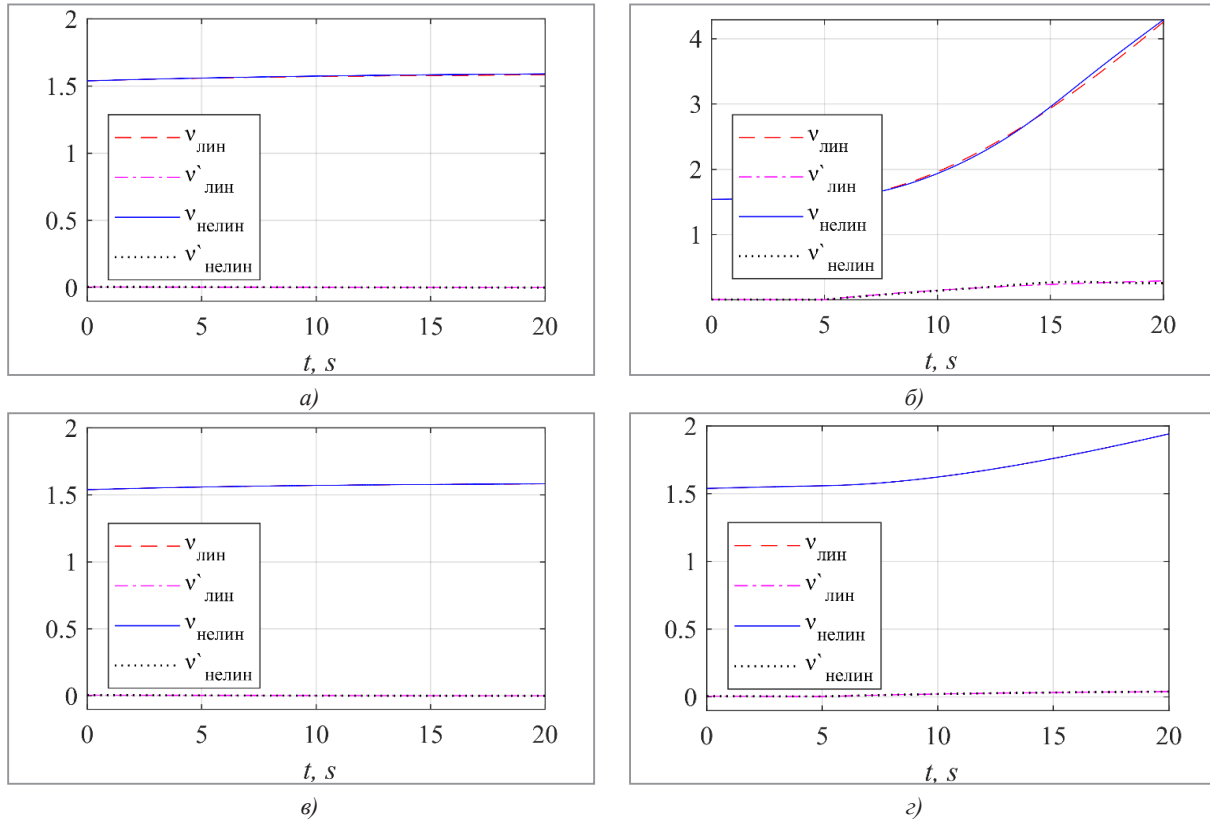 2
1.5
1
0.5
0
ν лин
ν` лин
ν нелин
ν` нелин
0 5 10 15 20
t, s
а)
4
3
2
1
ν лин
ν` лин
ν нелин
ν` нелин
0 5 10 15 20
t, s
б)
2
1.5
1
0.5
0
ν лин
ν` лин
ν нелин
ν` нелин
0 5 10 15 20
t, s
в)
2
1.5
1
0.5
0
ν лин
ν` лин
ν нелин
ν` нелин
0 5 10 15 20
t, s
г)